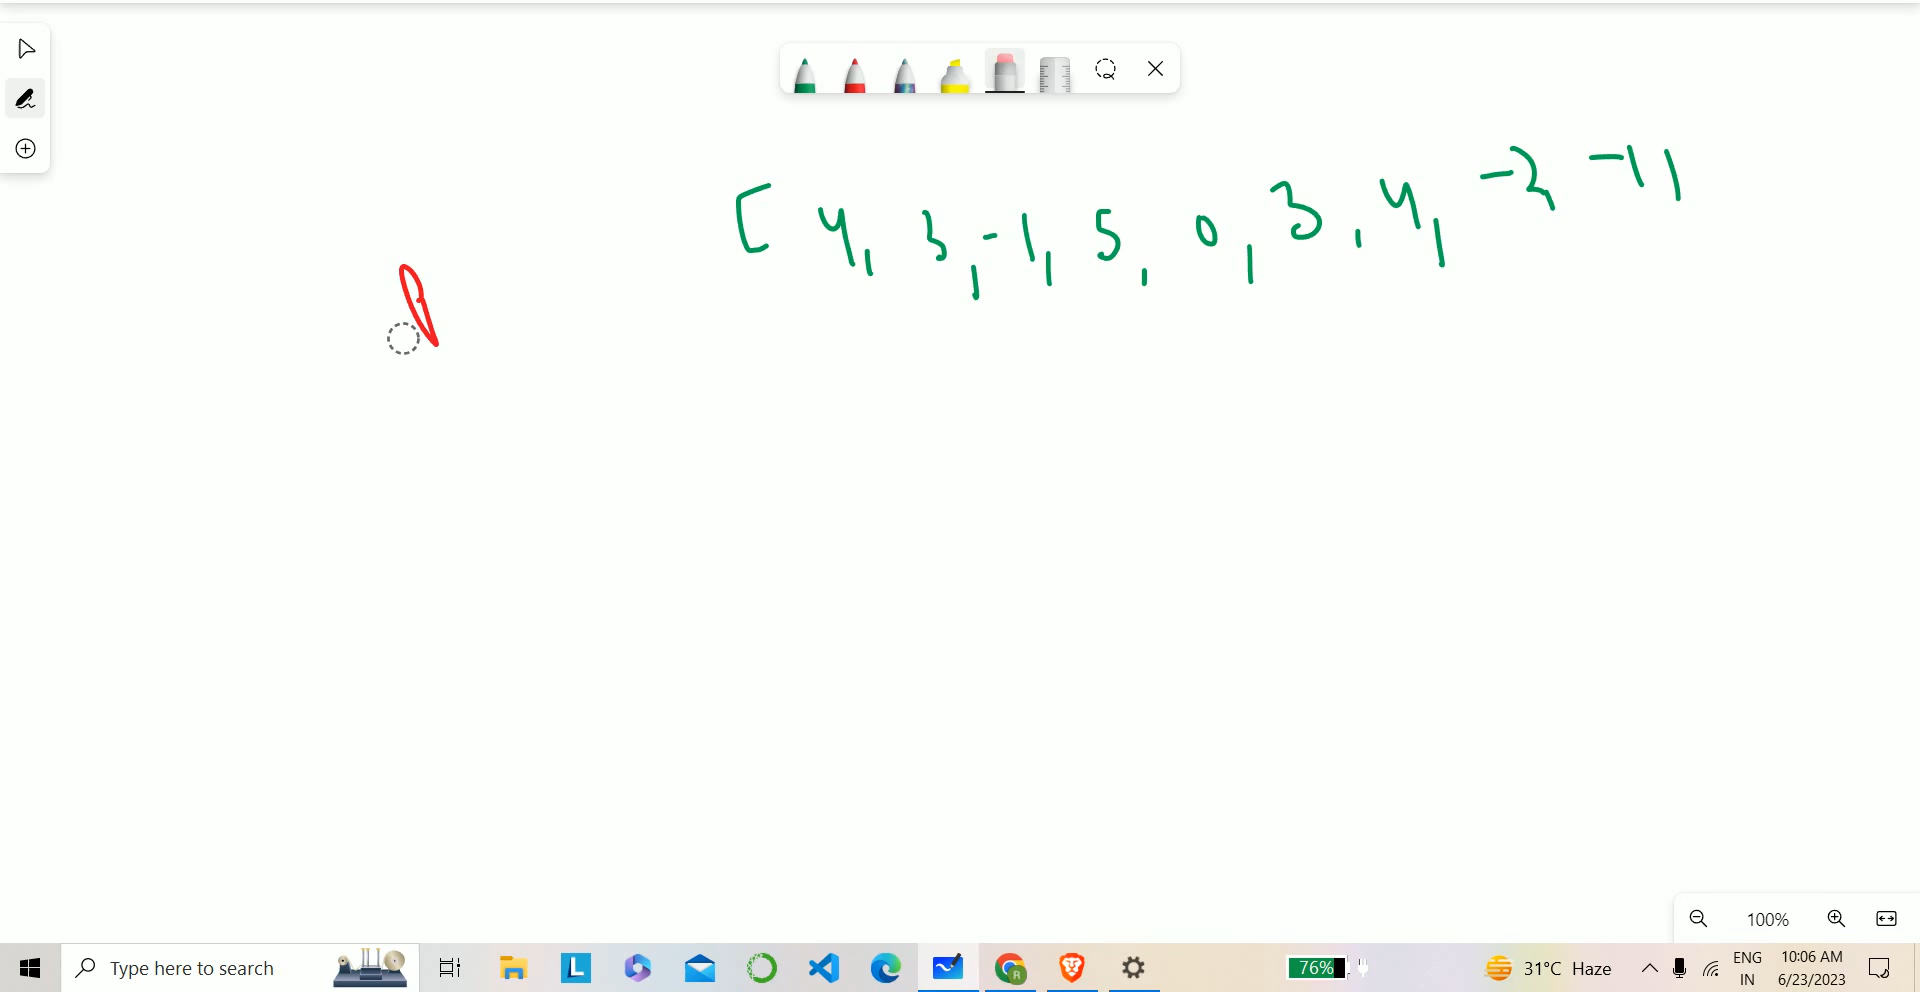 [ 4, 3, -1, 5, 0, 3, 4, -2, -1,
100%
Type here to search
L
R
76%
31°C Haze
ENG
IN
10:06 AM
6/23/2023